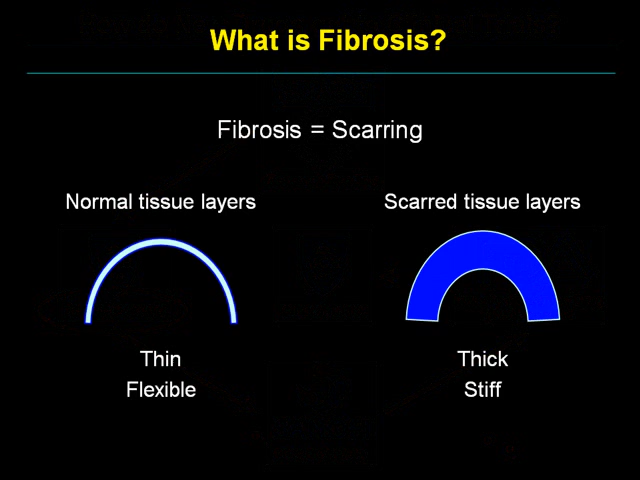 What is Fibrosis?
Fibrosis = Scarring
Normal tissue layers
Scarred tissue layers
Thin
Flexible
Thick
Stiff